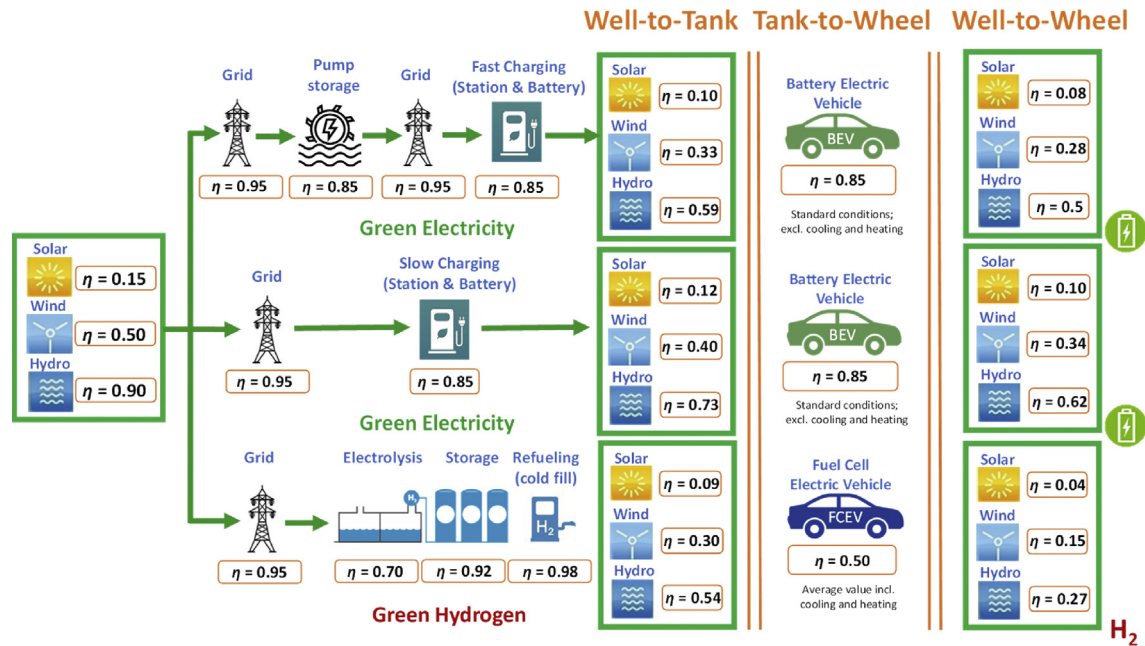 Well-to-Tank
Tank-to-Wheel
Well-to-Wheel
Solar
η = 0.15
Wind
η = 0.50
Hydro
η = 0.90
Grid
Pump
storage
Grid
Fast Charging
(Station & Battery)
η = 0.95
η = 0.85
η = 0.95
η = 0.85
Green Electricity
Solar
η = 0.10
Wind
η = 0.33
Hydro
η = 0.59
Battery Electric
Vehicle
BEV
η = 0.85
Standard conditions;
excl. cooling and heating
Solar
η = 0.08
Wind
η = 0.28
Hydro
η = 0.5
Grid
Slow Charging
(Station & Battery)
η = 0.95
η = 0.85
Green Electricity
Solar
η = 0.12
Wind
η = 0.40
Hydro
η = 0.73
Battery Electric
Vehicle
BEV
η = 0.85
Standard conditions;
excl. cooling and heating
Solar
η = 0.10
Wind
η = 0.34
Hydro
η = 0.62
Grid
Electrolysis
Storage
Refueling
(cold fill)
H₂
H₂
η = 0.95
η = 0.70
η = 0.92
η = 0.98
Green Hydrogen
Solar
η = 0.09
Wind
η = 0.30
Hydro
η = 0.54
Fuel Cell
Electric Vehicle
FCEV
η = 0.50
Average value incl.
cooling and heating
Solar
η = 0.04
Wind
η = 0.15
Hydro
η = 0.27
H₂